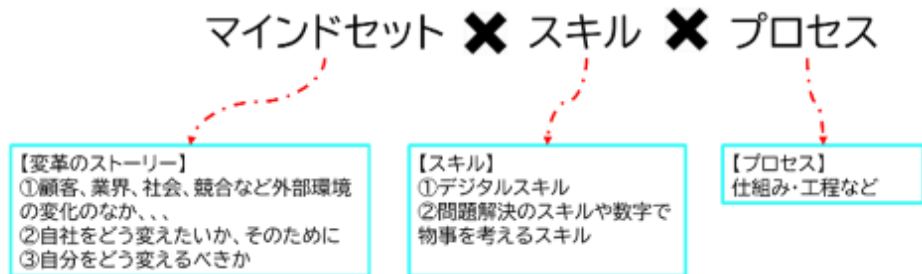 マインドセット ✖ スキル ✖ プロセス
【変革のストーリー】
①顧客、業界、社会、競合など外部環境
の変化のなか、、、
②自社をどう変えたいか、そのために
③自分をどう変えるべきか
【スキル】
①デジタルスキル
②問題解決のスキルや数字で
物事を考えるスキル
【プロセス】
仕組み・工程など